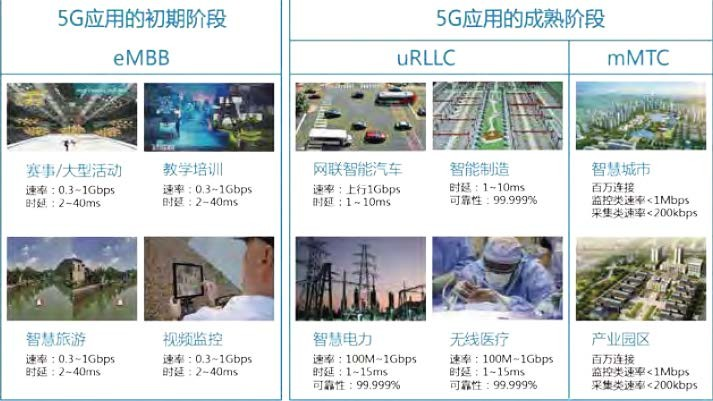 5G应用的初期阶段
5G应用的成熟阶段
eMBB
uRLLC
mMTC
赛事/大型活动
速率：0.3~1Gbps
时延：2~40ms
教学培训
速率：0.3~1Gbps
时延：2~40ms
网联智能汽车
速率：上行1Gbps
时延：1~10ms
智能制造
时延：1~10ms
可靠性：99.999%
智慧城市
百万连接
监控类速率<1Mbps
采集类速率<200kbps
智慧旅游
速率：0.3~1Gbps
时延：2~40ms
视频监控
速率：0.3~1Gbps
时延：2~40ms
智慧电力
速率：100M~1Gbps
时延：1~15ms
可靠性：99.999%
无线医疗
速率：100M~1Gbps
时延：1~15ms
可靠性：99.999%
产业园区
百万连接
监控类速率<1Mbps
采集类速率<200kbps